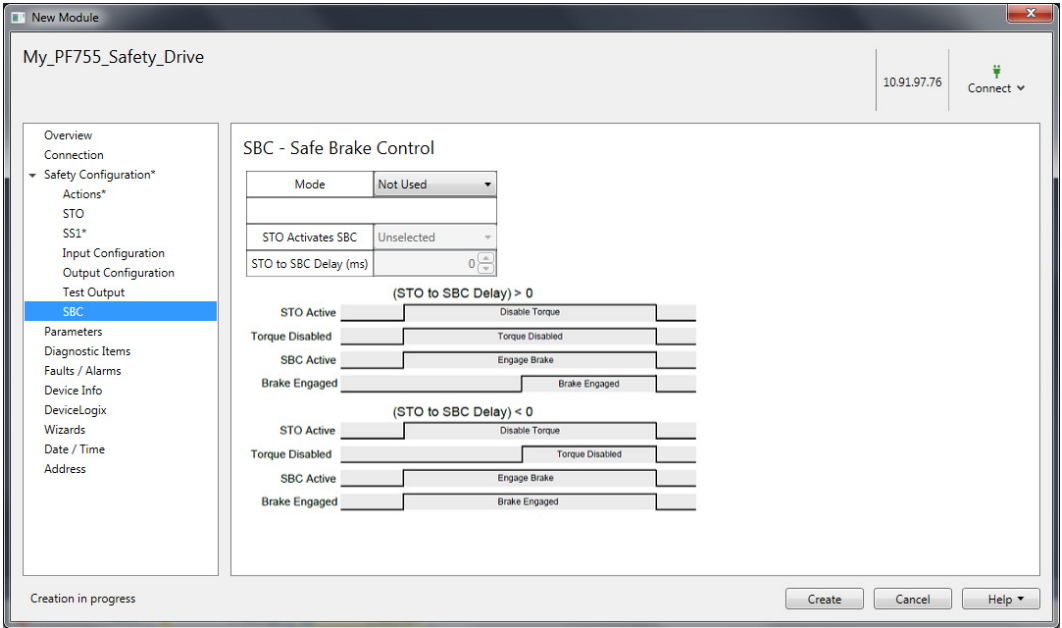 New Module
My_PF755_Safety_Drive
10.91.97.76
Connect
Overview
Connection
Safety Configuration*
Actions*
STO
SS1*
Input Configuration
Output Configuration
Test Output
SBC
Parameters
Diagnostic Items
Faults / Alarms
Device Info
DeviceLogix
Wizards
Date / Time
Address
SBC - Safe Brake Control
Mode Not Used
STO Activates SBC Unselected
STO to SBC Delay (ms) 0
(STO to SBC Delay) > 0
STO Active Disable Torque
Torque Disabled Torque Disabled
SBC Active Engage Brake
Brake Engaged Brake Engaged
(STO to SBC Delay) < 0
STO Active Disable Torque
Torque Disabled Torque Disabled
SBC Active Engage Brake
Brake Engaged Brake Engaged
Creation in progress
Create Cancel Help